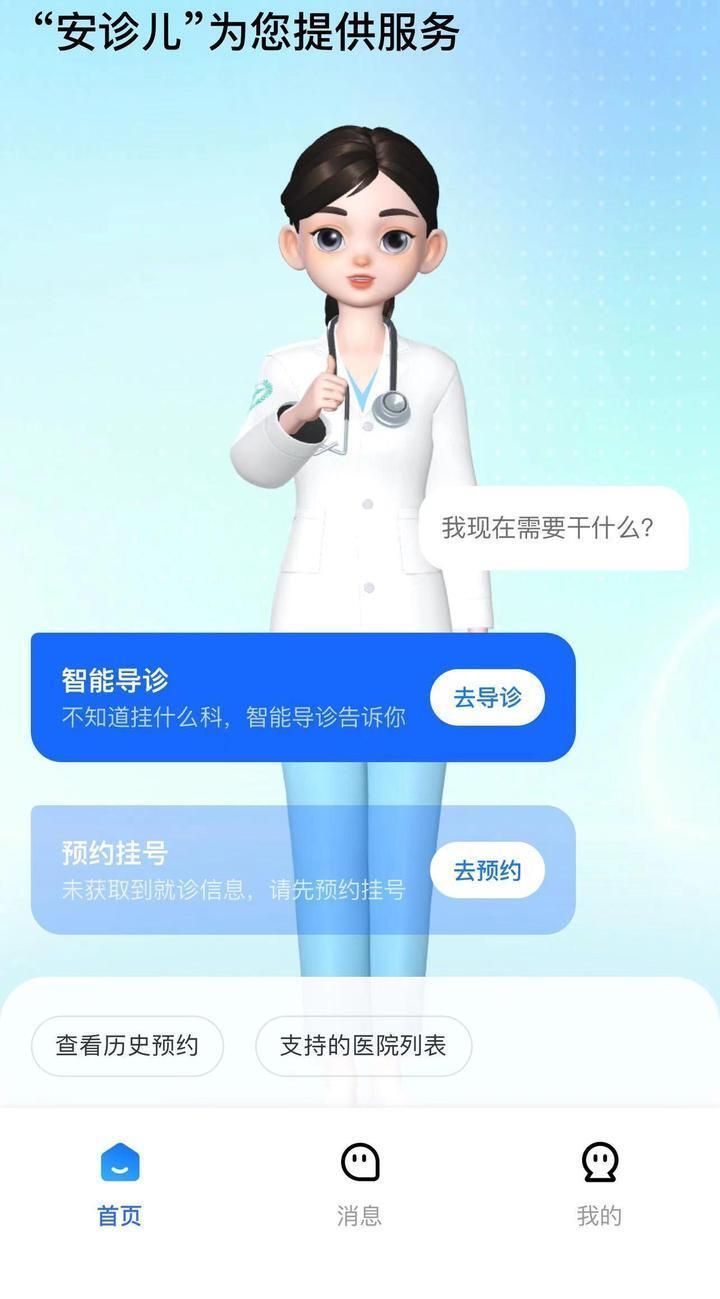 “安诊儿”为您提供服务
我现在需要干什么？
智能导诊
不知道挂什么科，智能导诊告诉你
去导诊
预约挂号
未获取到就诊信息，请先预约挂号
去预约
查看历史预约
支持的医院列表
首页
消息
我的